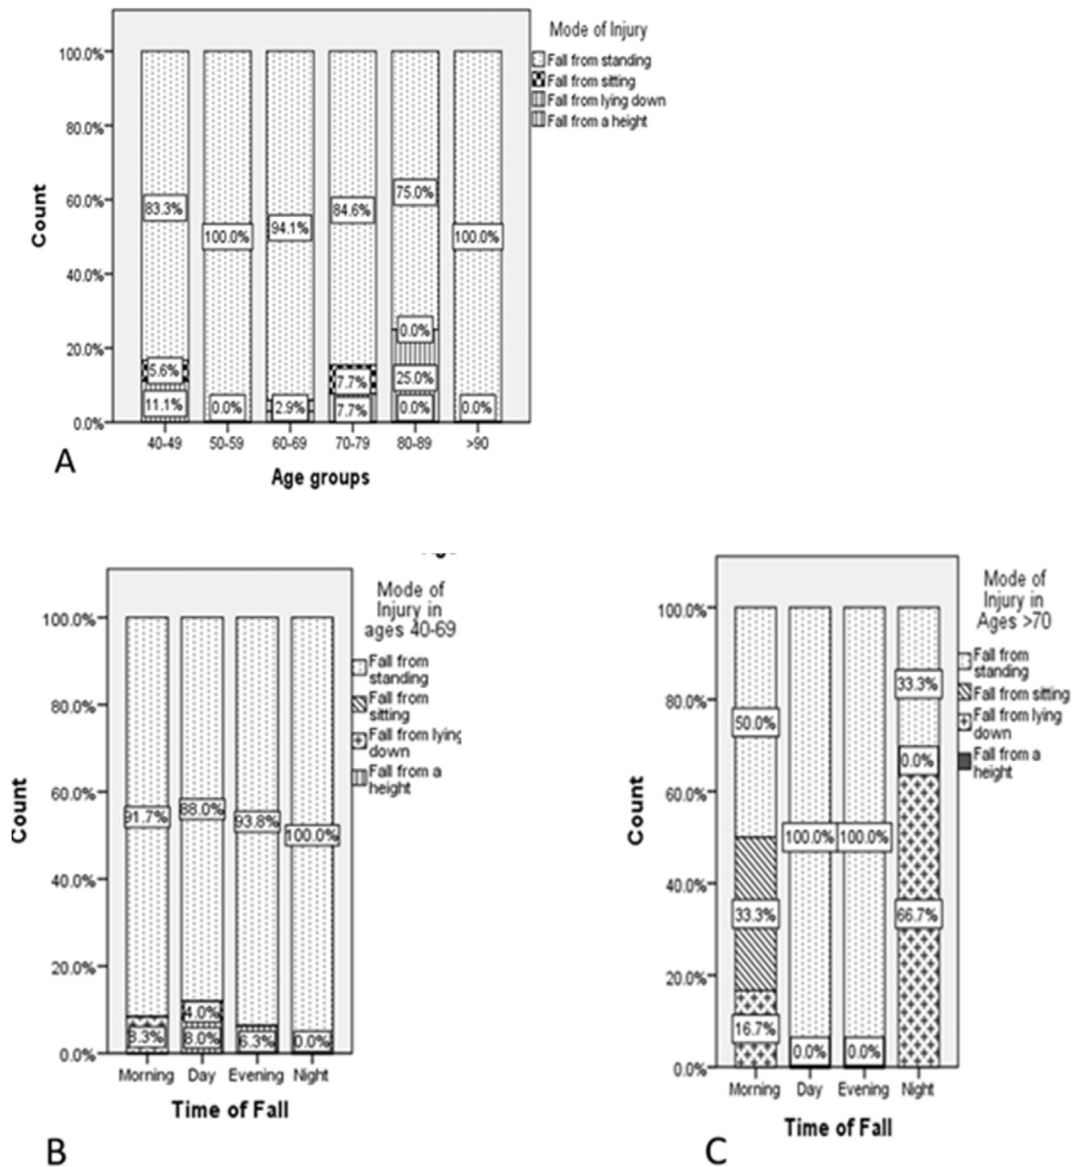 Mode of Injury
Fall from standing
Fall from sitting
Fall from lying down
Fall from a height
100.0%
80.0%
60.0%
40.0%
20.0%
0.0%
Count
83.3%
5.6%
11.1%
100.0%
0.0%
94.1%
2.9%
84.6%
7.7%
7.7%
75.0%
0.0%
25.0%
0.0%
100.0%
0.0%
40-49 50-59 60-69 70-79 80-89 >90
Age groups
A
Mode of
Injury in
ages 40-69
Fall from
standing
Fall from
sitting
Fall from lying
down
Fall from a
height
100.0%
80.0%
60.0%
40.0%
20.0%
0.0%
Count
91.7%
8.3%
88.0%
4.0%
8.0%
93.8%
6.3%
100.0%
0.0%
Morning Day Evening Night
Time of Fall
B
Mode of
Injury in
Ages >70
Fall from
standing
Fall from sitting
Fall from lying
down
Fall from a
height
100.0%
80.0%
60.0%
40.0%
20.0%
0.0%
Count
50.0%
33.3%
16.7%
100.0%
0.0%
100.0%
0.0%
33.3%
0.0%
66.7%
Morning Day Evening Night
Time of Fall
C